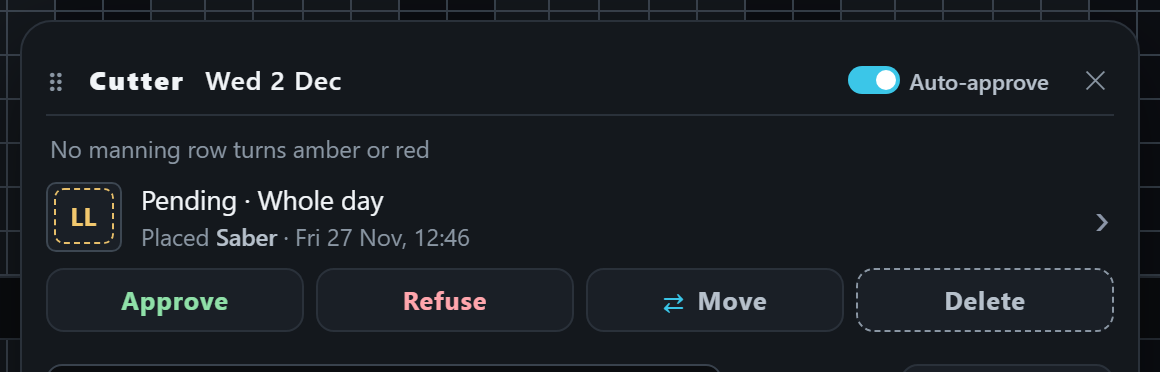 Cutter Wed 2 Dec Auto-approve
No manning row turns amber or red
LL Pending · Whole day
Placed Saber · Fri 27 Nov, 12:46
Approve Refuse Move Delete